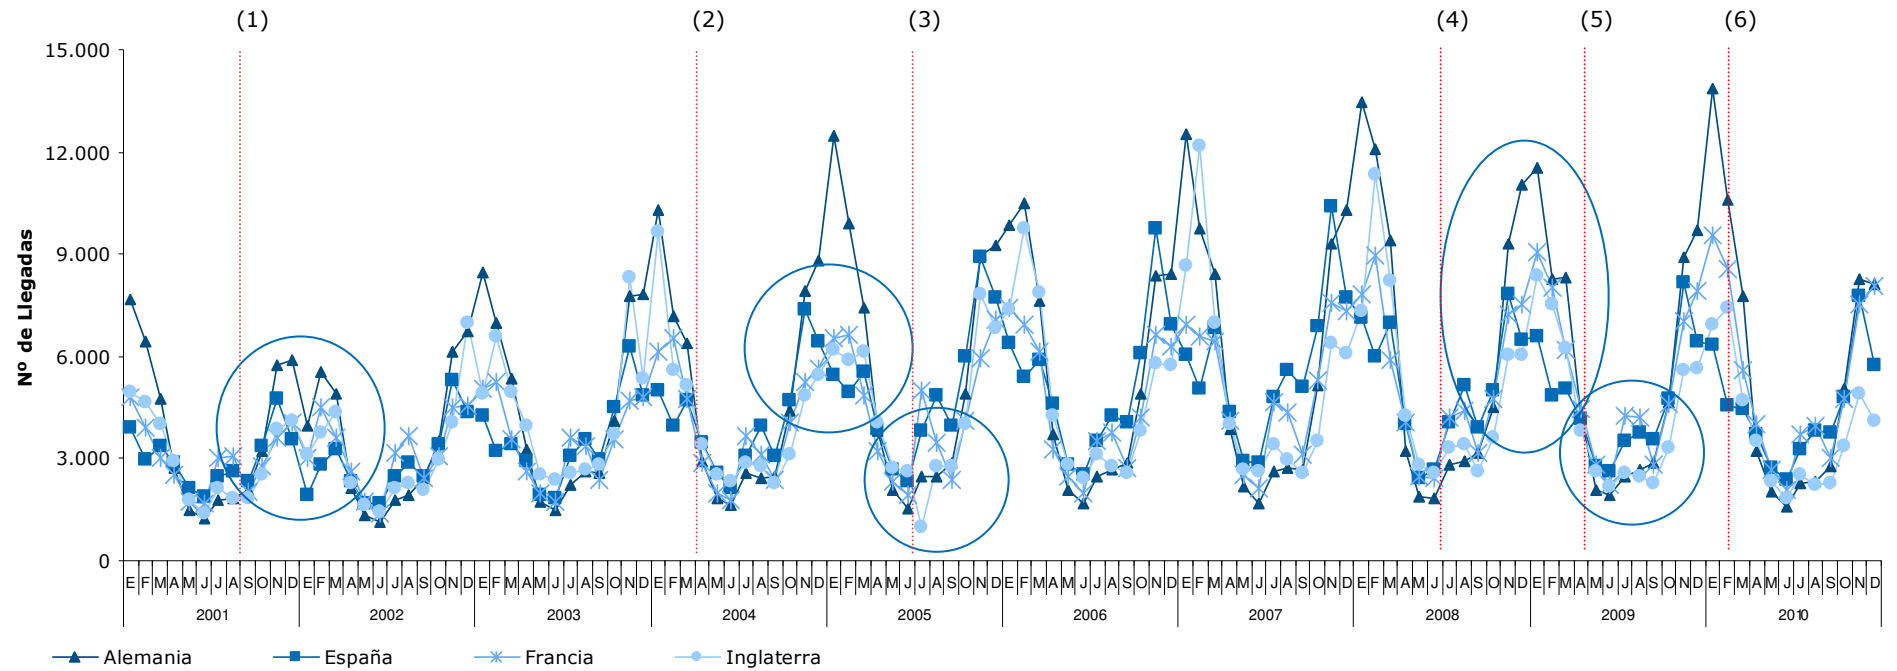 (1) (2) (3) (4) (5) (6)
15.000
12.000
9.000
6.000
3.000
0
Nº de Llegadas
E F M A M J J A S O N D E F M A M J J A S O N D E F M A M J J A S O N D E F M A M J J A S O N D E F M A M J J A S O N D E F M A M J J A S O N D E F M A M J J A S O N D E F M A M J J A S O N D E F M A M J J A S O N D E F M A M J J A S O N D
2001 2002 2003 2004 2005 2006 2007 2008 2009 2010
Alemania España Francia Inglaterra